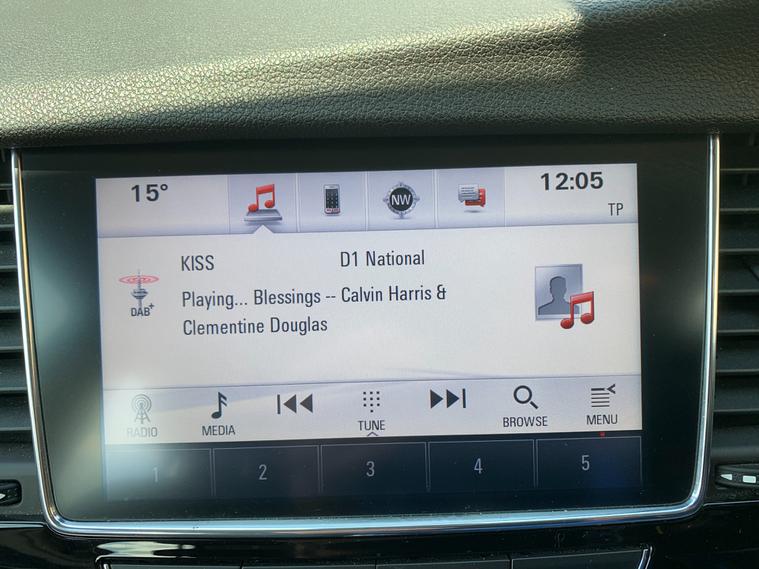 15°
NW
12:05
TP
KISS D1 National
DAB+
Playing... Blessings -- Calvin Harris &
Clementine Douglas
RADIO MEDIA TUNE BROWSE MENU
1 2 3 4 5